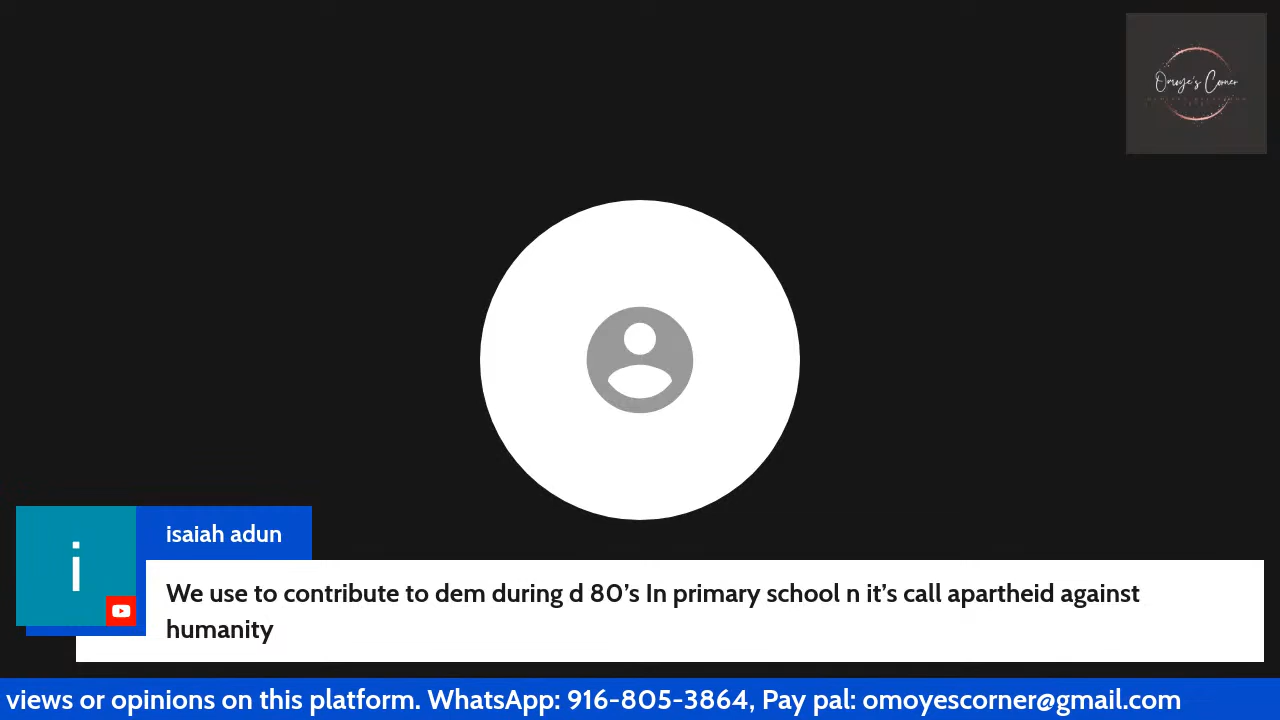 Omoye's Corner
i
isaiah adun
We use to contribute to dem during d 80’s In primary school n it’s call apartheid against
humanity
views or opinions on this platform. WhatsApp: 916-805-3864, Pay pal: omoyescorner@gmail.com